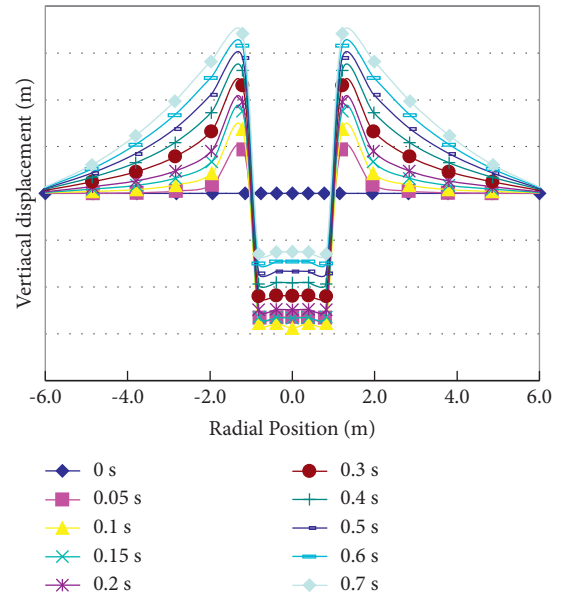 Vertiacal displacement (m)
-6.0 -4.0 -2.0 0.0 2.0 4.0 6.0
Radial Position (m)
0 s
0.05 s
0.1 s
0.15 s
0.2 s
0.3 s
0.4 s
0.5 s
0.6 s
0.7 s